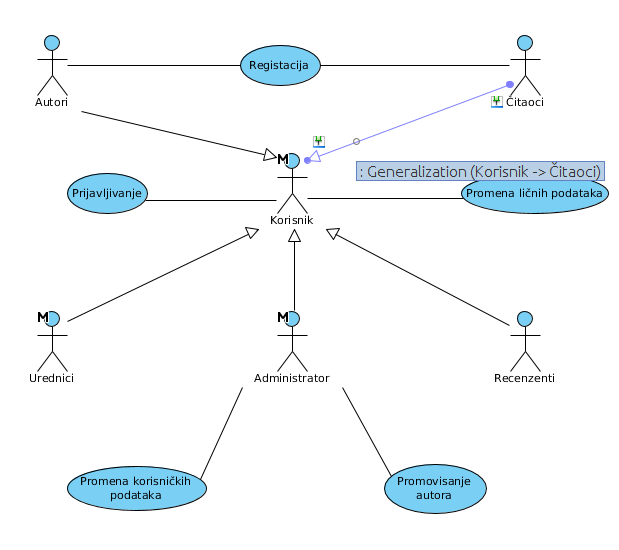 Registacija
Autori
Čitaoci
: Generalization (Korisnik -> Čitaoci)
M
Prijavljivanje
Promena ličnih podataka
Korisnik
M
M
Urednici
Administrator
Recenzenti
Promena korisničkih
podataka
Promovisanje
autora